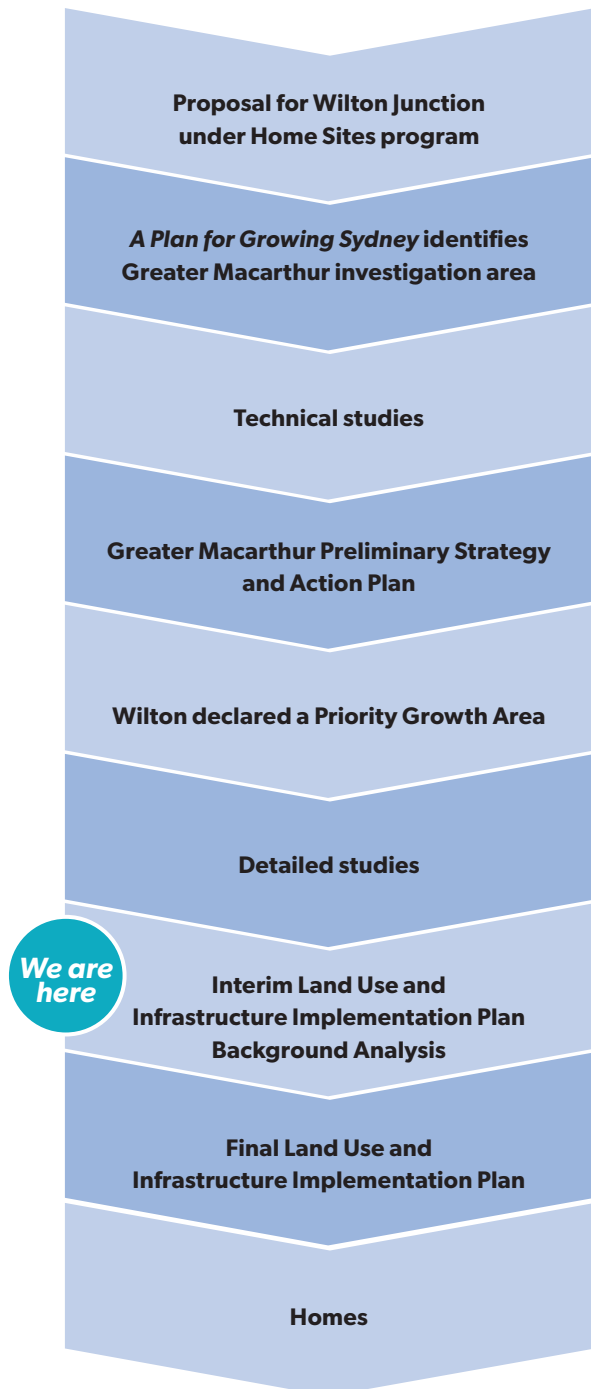 Proposal for Wilton Junction
under Home Sites program
A Plan for Growing Sydney identifies
Greater Macarthur investigation area
Technical studies
Greater Macarthur Preliminary Strategy
and Action Plan
Wilton declared a Priority Growth Area
Detailed studies
We are
here
Interim Land Use and
Infrastructure Implementation Plan
Background Analysis
Final Land Use and
Infrastructure Implementation Plan
Homes